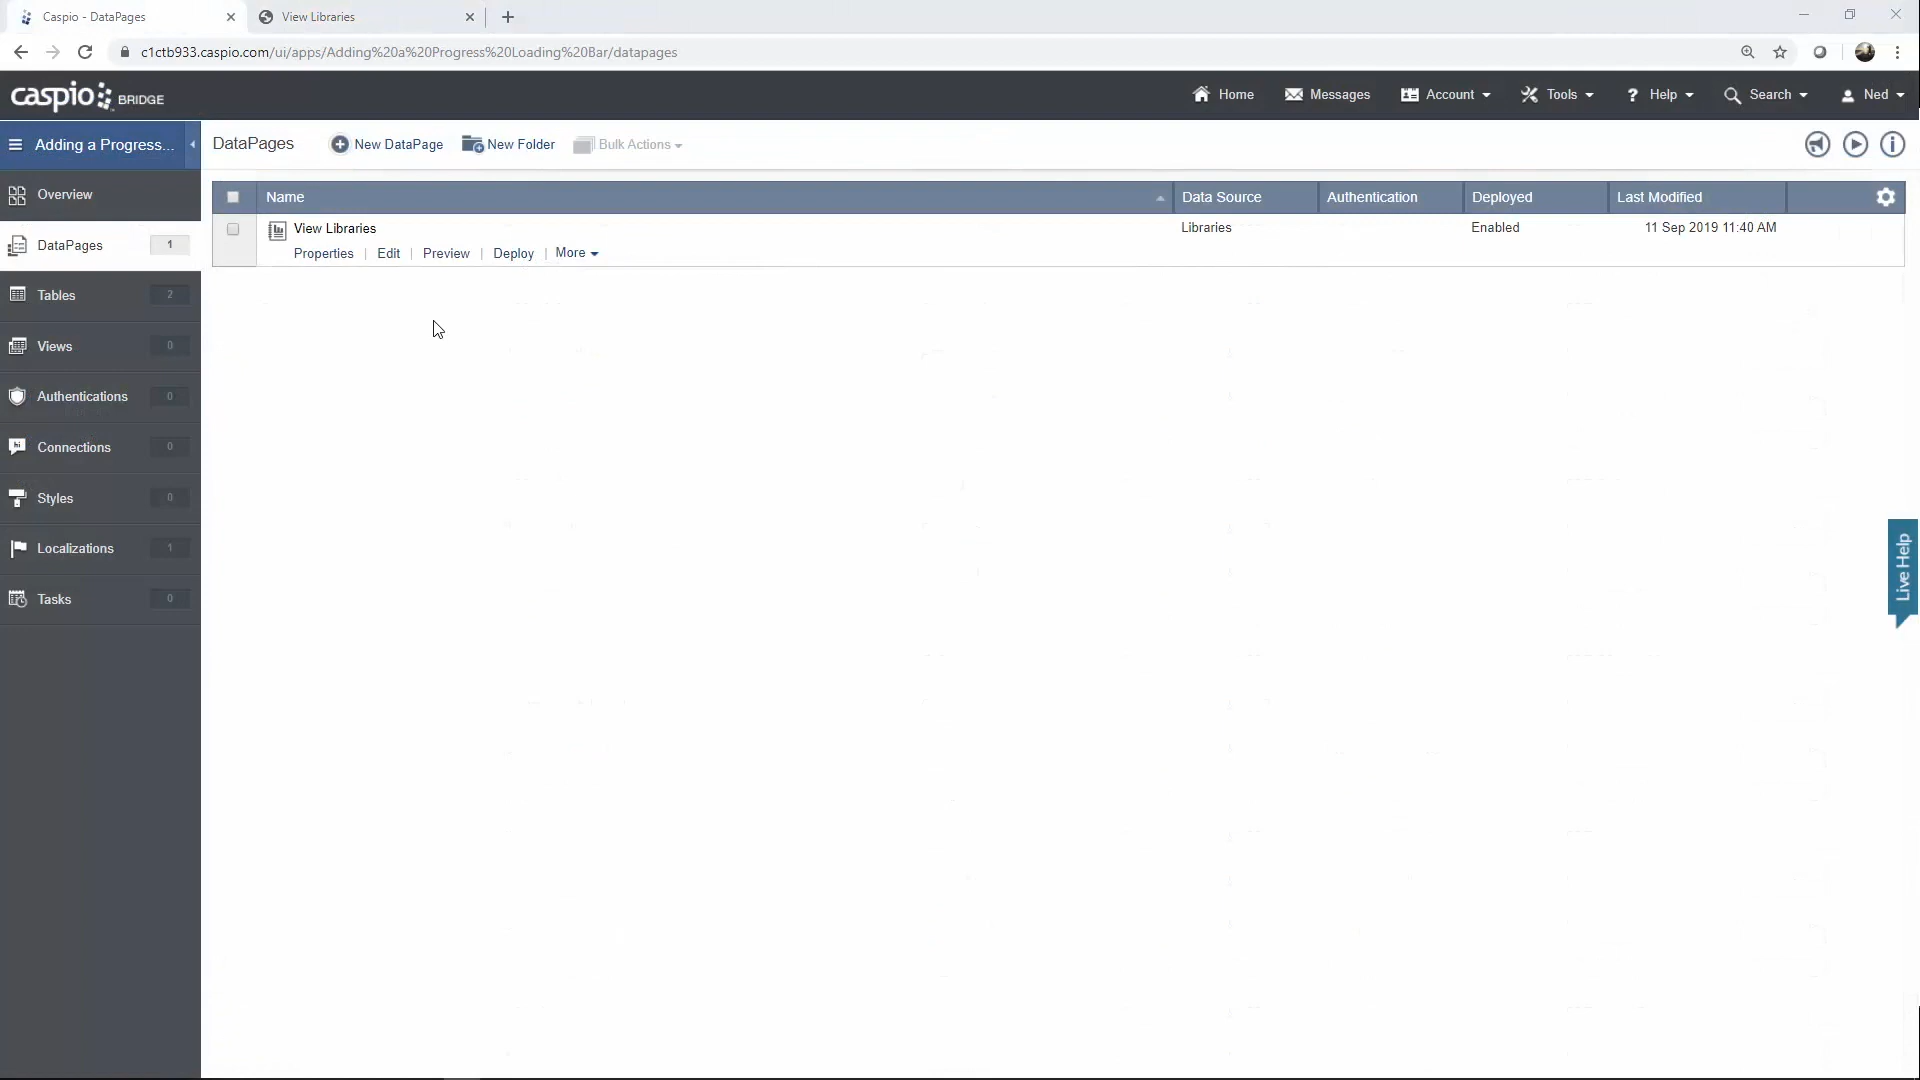 Caspio - DataPages
View Libraries
c1ctb933.caspio.com/ui/apps/Adding%20a%20Progress%20Loading%20Bar/datapages
caspio BRIDGE
Home
Messages
Account
Tools
? Help
Search
Ned
Adding a Progress...
DataPages
New DataPage
New Folder
Bulk Actions
Overview
DataPages 1
Tables 2
Views 0
Authentications 0
Connections 0
Styles 0
Localizations 1
Tasks 0
Name
Data Source
Authentication
Deployed
Last Modified
View Libraries
Libraries
Enabled
11 Sep 2019 11:40 AM
Properties | Edit | Preview | Deploy | More
Live Help